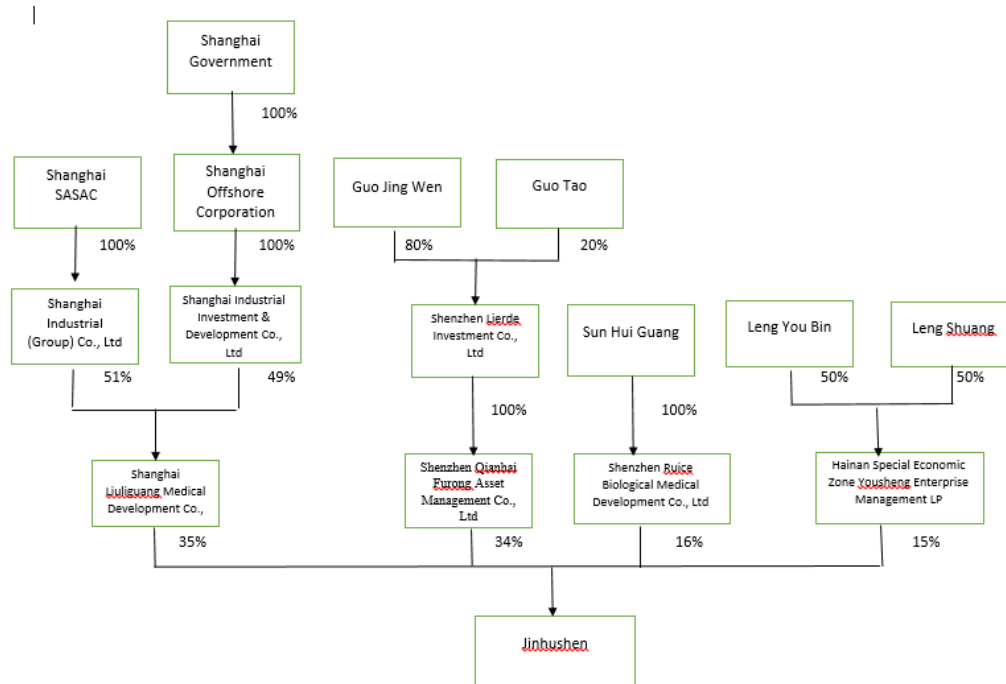 Shanghai
Government
100%
Shanghai
SASAC
Shanghai
Offshore
Corporation
Guo Jing Wen
Guo Tao
100%
100%
80%
20%
Shanghai
Industrial
(Group) Co., Ltd
Shanghai Industrial
Investment &
Development Co.,
Ltd
Shenzhen Lierde
Investment Co.,
Ltd
Sun Hui Guang
Leng You Bin
Leng Shuang
51%
49%
100%
100%
50%
50%
Shanghai
Liuliguang Medical
Development Co.,
Shenzhen Qianhai
Furong Asset
Management Co.,
Ltd
Shenzhen Ruice
Biological Medical
Development Co., Ltd
Hainan Special Economic
Zone Yousheng Enterprise
Management LP
35%
34%
16%
15%
Jinhushen